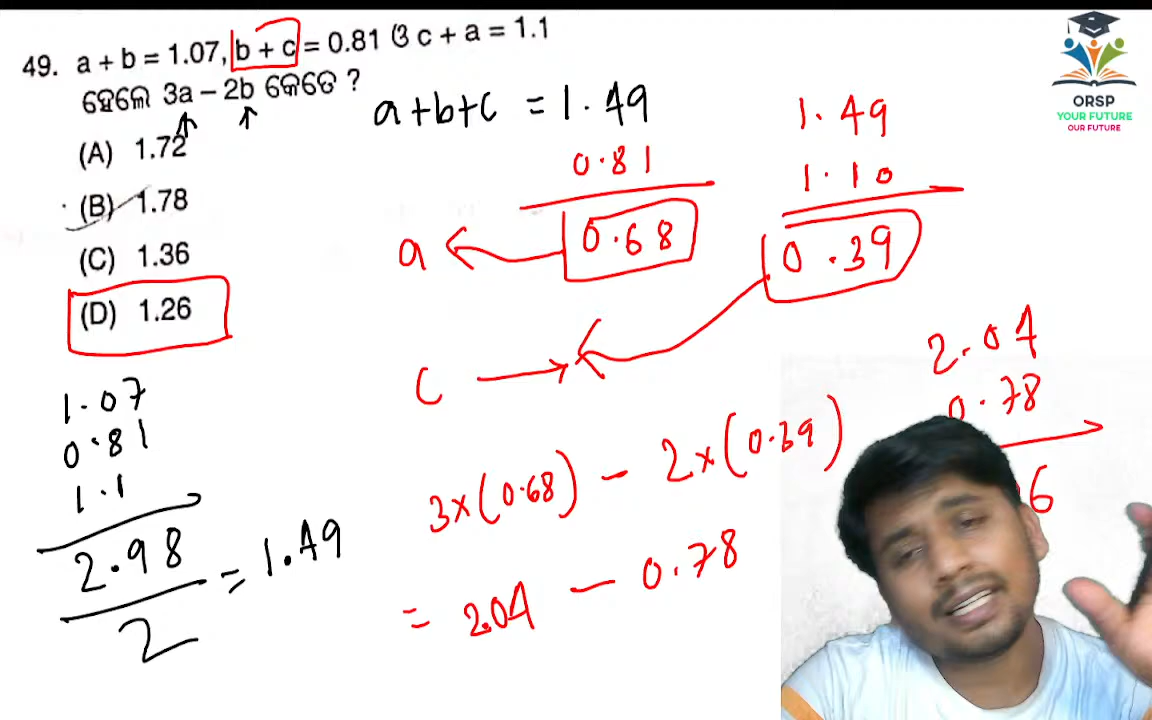 49. a + b = 1.07, b + c = 0.81 ଓ c + a = 1.1
ହେଲେ 3a – 2b କେତେ ?
(A) 1.72
(B) 1.78
(C) 1.36
(D) 1.26
a+b+c = 1.49
0.81
0.68
a
1.49
1.10
0.39
c
1.07
0.81
1.1
2.98
2
= 1.49
3×(0.68) – 2×(0.39)
= 2.04 – 0.78
2.04
0.78
6
ORSP
YOUR FUTURE
OUR FUTURE